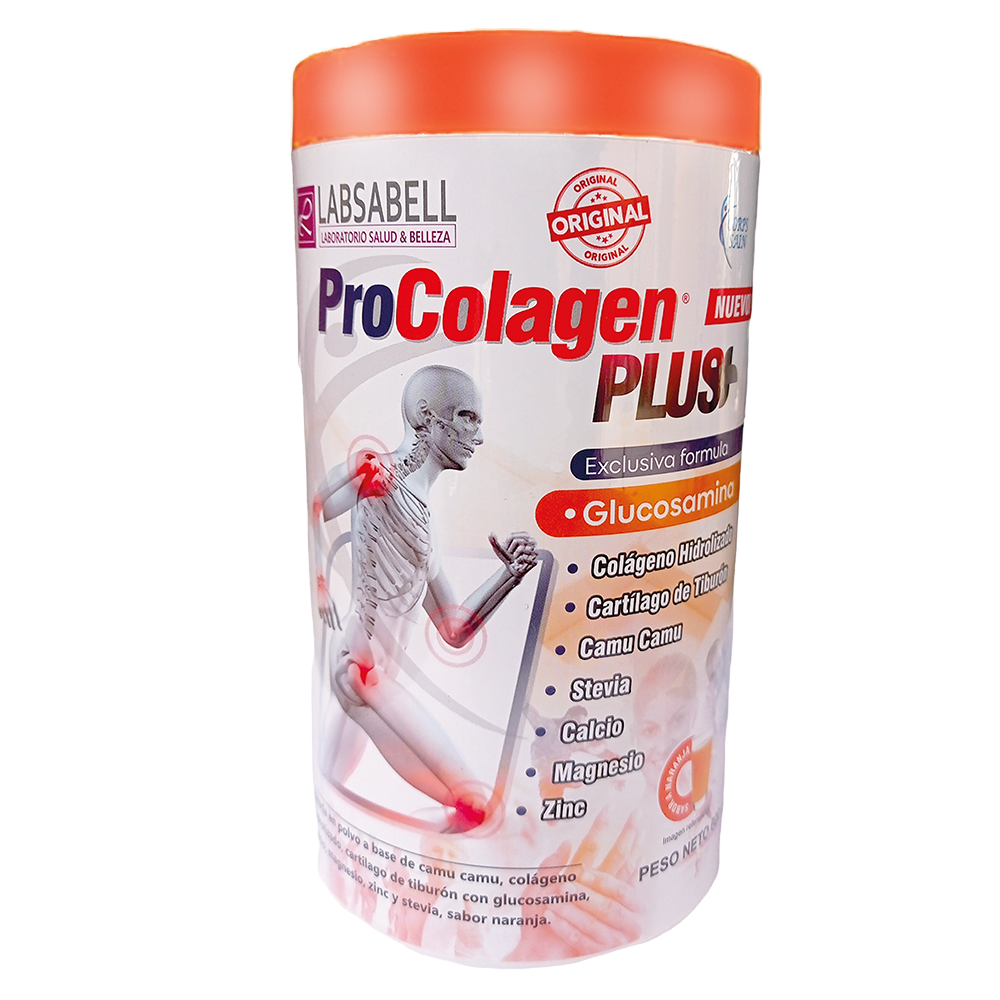 LABSABELL
LABORATORIO SALUD & BELLEZA
ORIGINAL
ORIGINAL
ORIGINAL
ProColagen®
NUEVO
PLUS+
Exclusiva formula
• Glucosamina
• Colágeno Hidrolizado
• Cartílago de Tiburón
• Camu Camu
• Stevia
• Calcio
• Magnesio
• Zinc
SABOR A NARANJA
Imagen
PESO NETO
en polvo a base de camu camu, colágeno
cartilago de tiburón con glucosamina,
magnesio, zinc y stevia, sabor naranja.